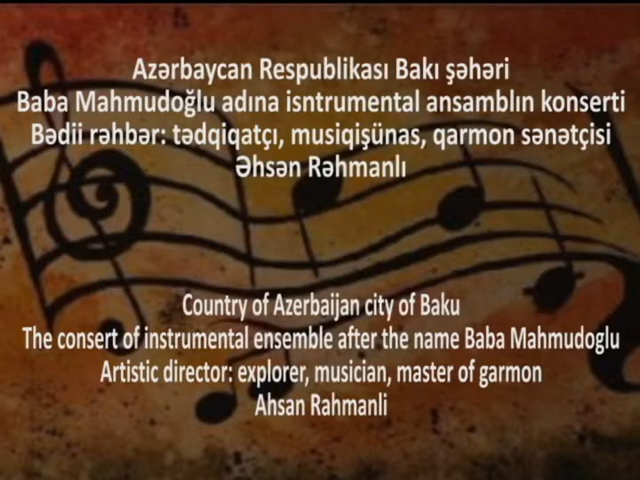 Azərbaycan Respublikası Bakı şəhəri
Baba Mahmudoğlu adına isntrumental ansamblın konserti
Bədii rəhbər: tədqiqatçı, musiqişünas, qarmon sənətçisi
Əhsən Rəhmanlı
Country of Azerbaijan city of Baku
The consert of instrumental ensemble after the name Baba Mahmudoglu
Artistic director: explorer, musician, master of garmon
Ahsan Rahmanli